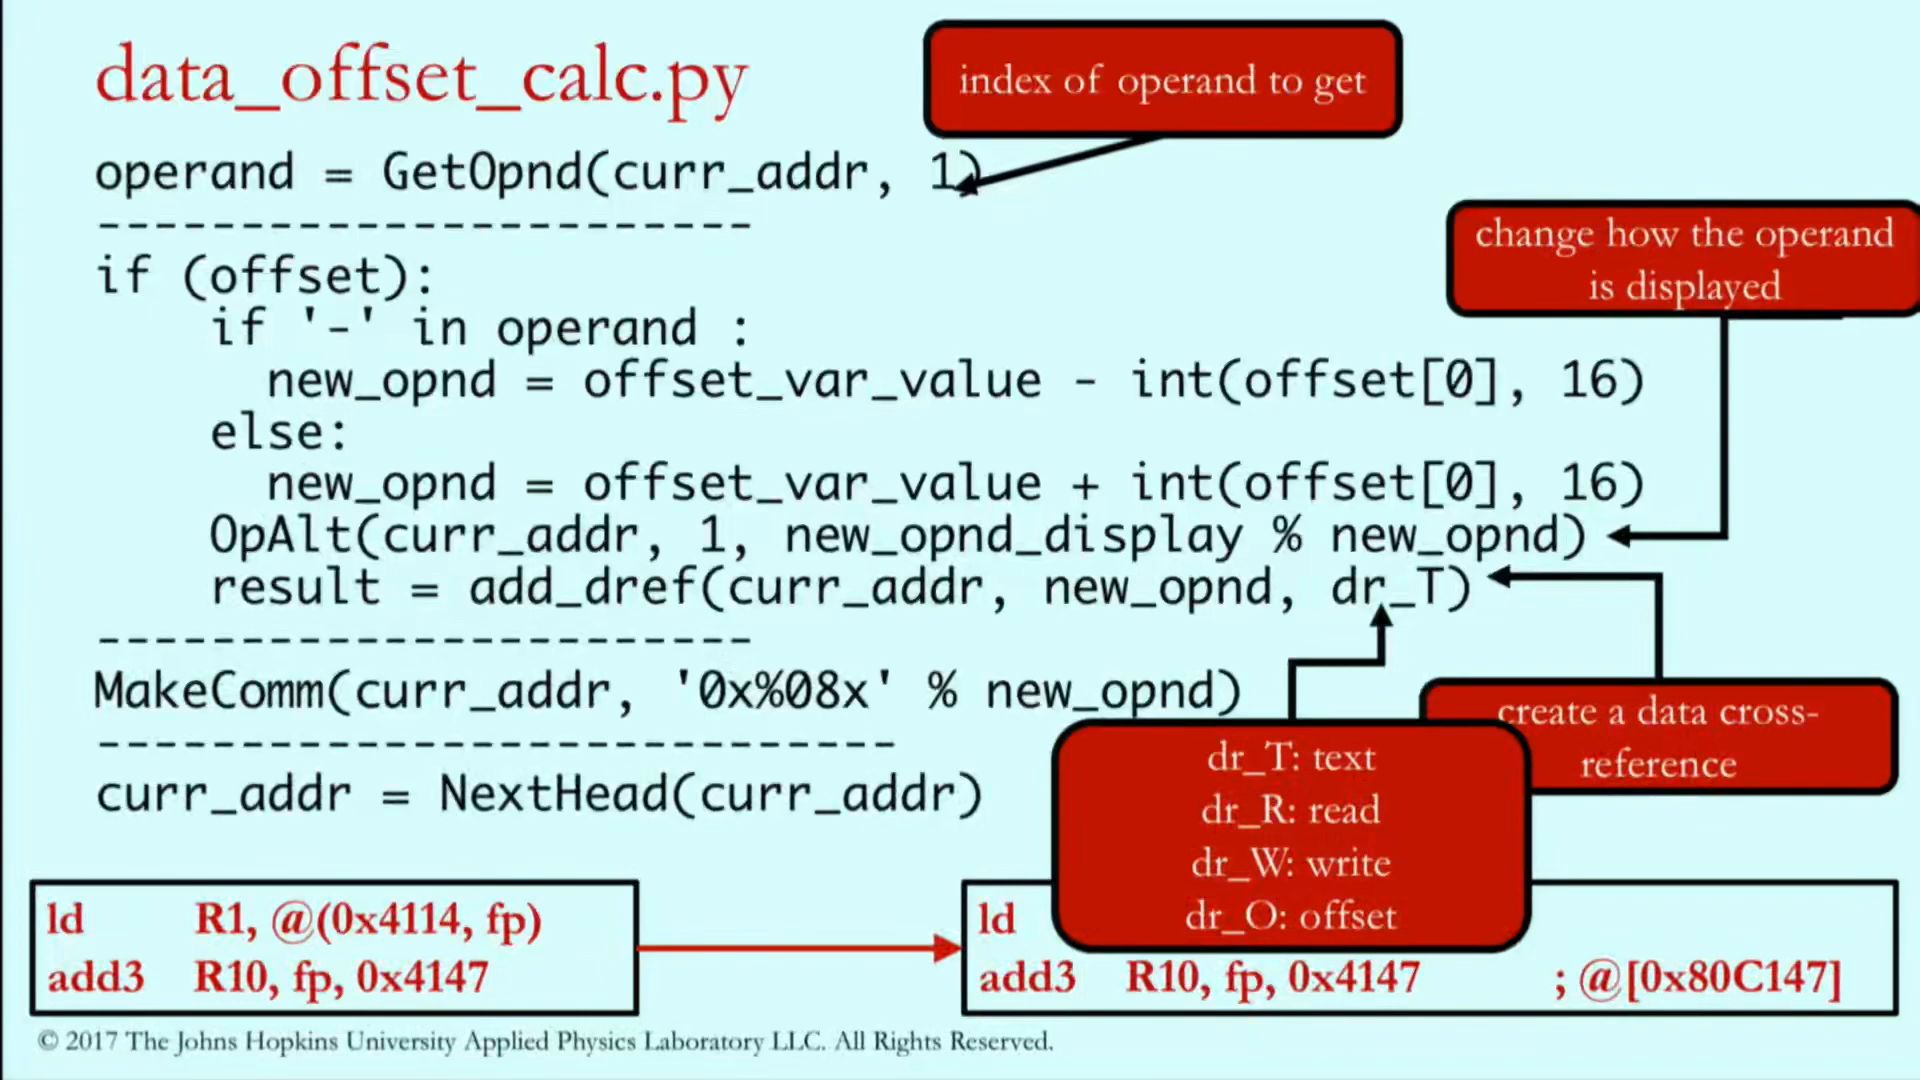 data_offset_calc.py
index of operand to get
operand = GetOpnd(curr_addr, 1)
-----------------------
change how the operand
is displayed
if (offset):
    if '-' in operand :
      new_opnd = offset_var_value - int(offset[0], 16)
    else:
      new_opnd = offset_var_value + int(offset[0], 16)
    OpAlt(curr_addr, 1, new_opnd_display % new_opnd)
    result = add_dref(curr_addr, new_opnd, dr_T)
-----------------------
MakeComm(curr_addr, '0x%08x' % new_opnd)
create a data cross-
reference
----------------------------
curr_addr = NextHead(curr_addr)
dr_T: text
dr_R: read
dr_W: write
dr_O: offset
ld R1, @(0x4114, fp)
add3 R10, fp, 0x4147
ld
add3 R10, fp, 0x4147 ; @[0x80C147]
© 2017 The Johns Hopkins University Applied Physics Laboratory LLC. All Rights Reserved.